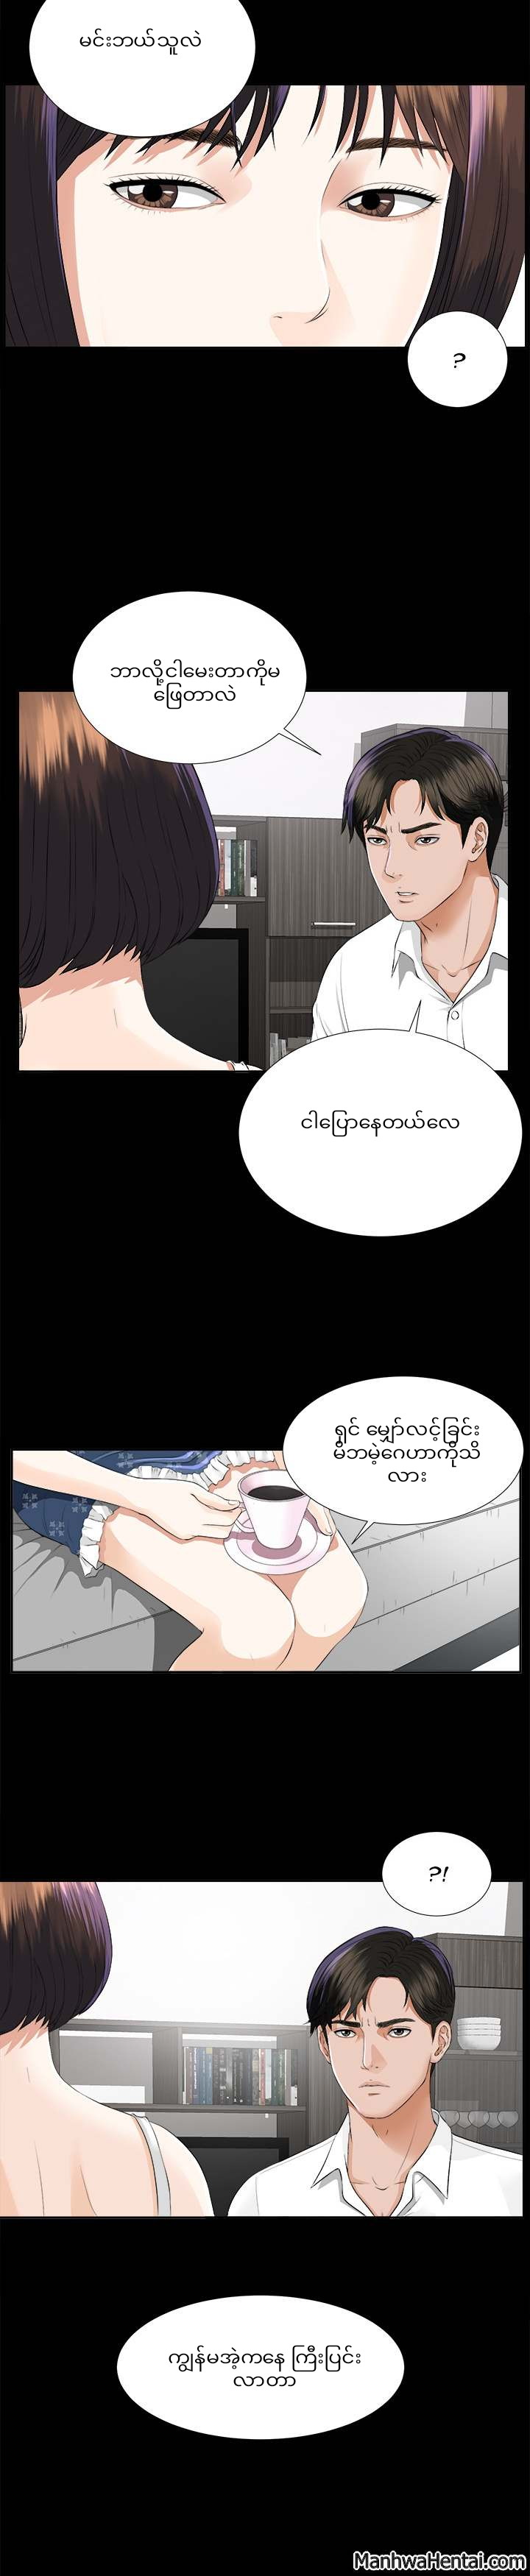 မင်းဘယ်သူလဲ
?
ဘာလို့ငါမေးတာကိုမ
ဖြေတာလဲ
ငါပြောနေတယ်လေ
ရှင် မျှော်လင့်ခြင်း
မိဘမဲ့ဂေဟာကိုသိ
လား
?!
ကျွန်မအဲ့ကနေ ကြီးပြင်း
လာတာ
ManhwaHentai.com